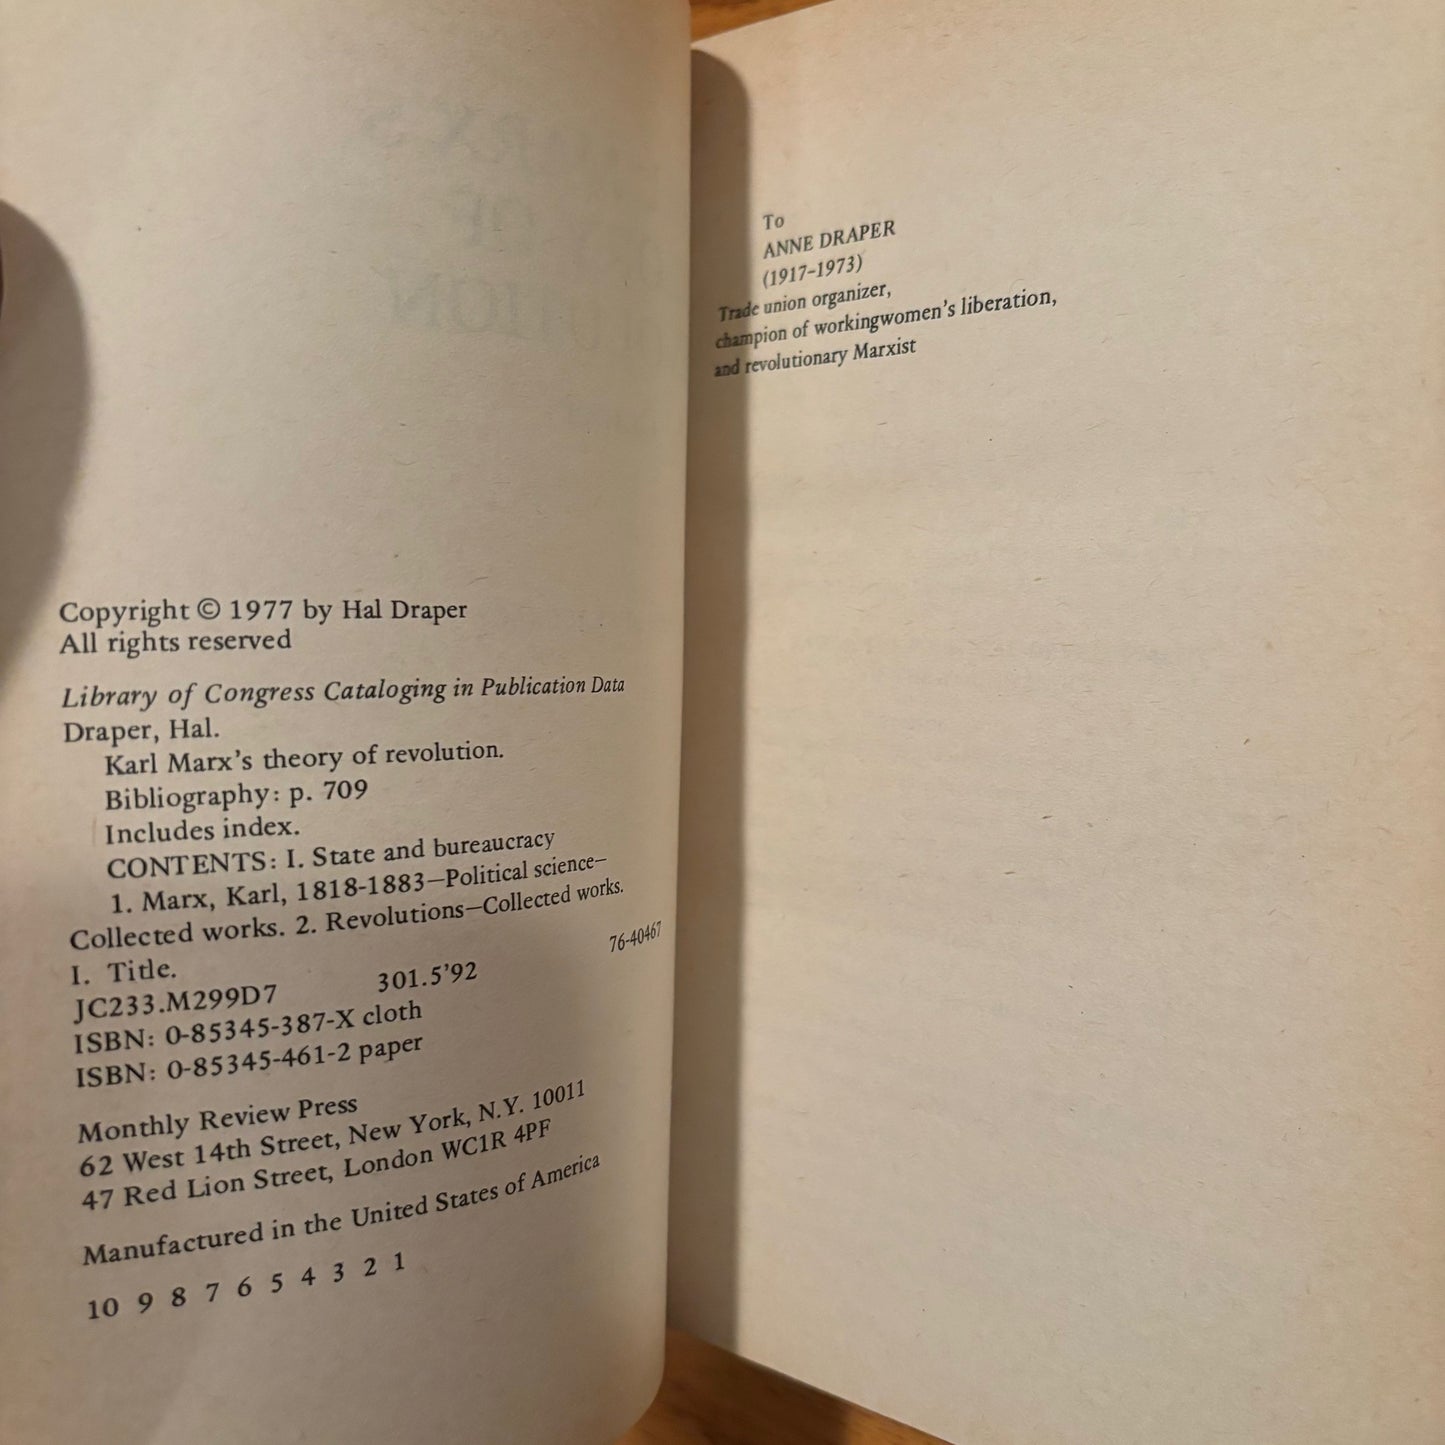 Copyright © 1977 by Hal Draper
All rights reserved
Library of Congress Cataloging in Publication Data
Draper, Hal.
Karl Marx's theory of revolution.
Bibliography: p. 709
Includes index.
CONTENTS: I. State and bureaucracy
1. Marx, Karl, 1818-1883—Political science—
Collected works. 2. Revolutions—Collected works.
I. Title.
JC233.M299D7 301.5'92 76-40467
ISBN: 0-85345-387-X cloth
ISBN: 0-85345-461-2 paper
Monthly Review Press
62 West 14th Street, New York, N.Y. 10011
47 Red Lion Street, London WC1R 4PF
Manufactured in the United States of America
10 9 8 7 6 5 4 3 2 1
To
ANNE DRAPER
(1917-1973)
Trade union organizer,
champion of workingwomen's liberation,
and revolutionary Marxist